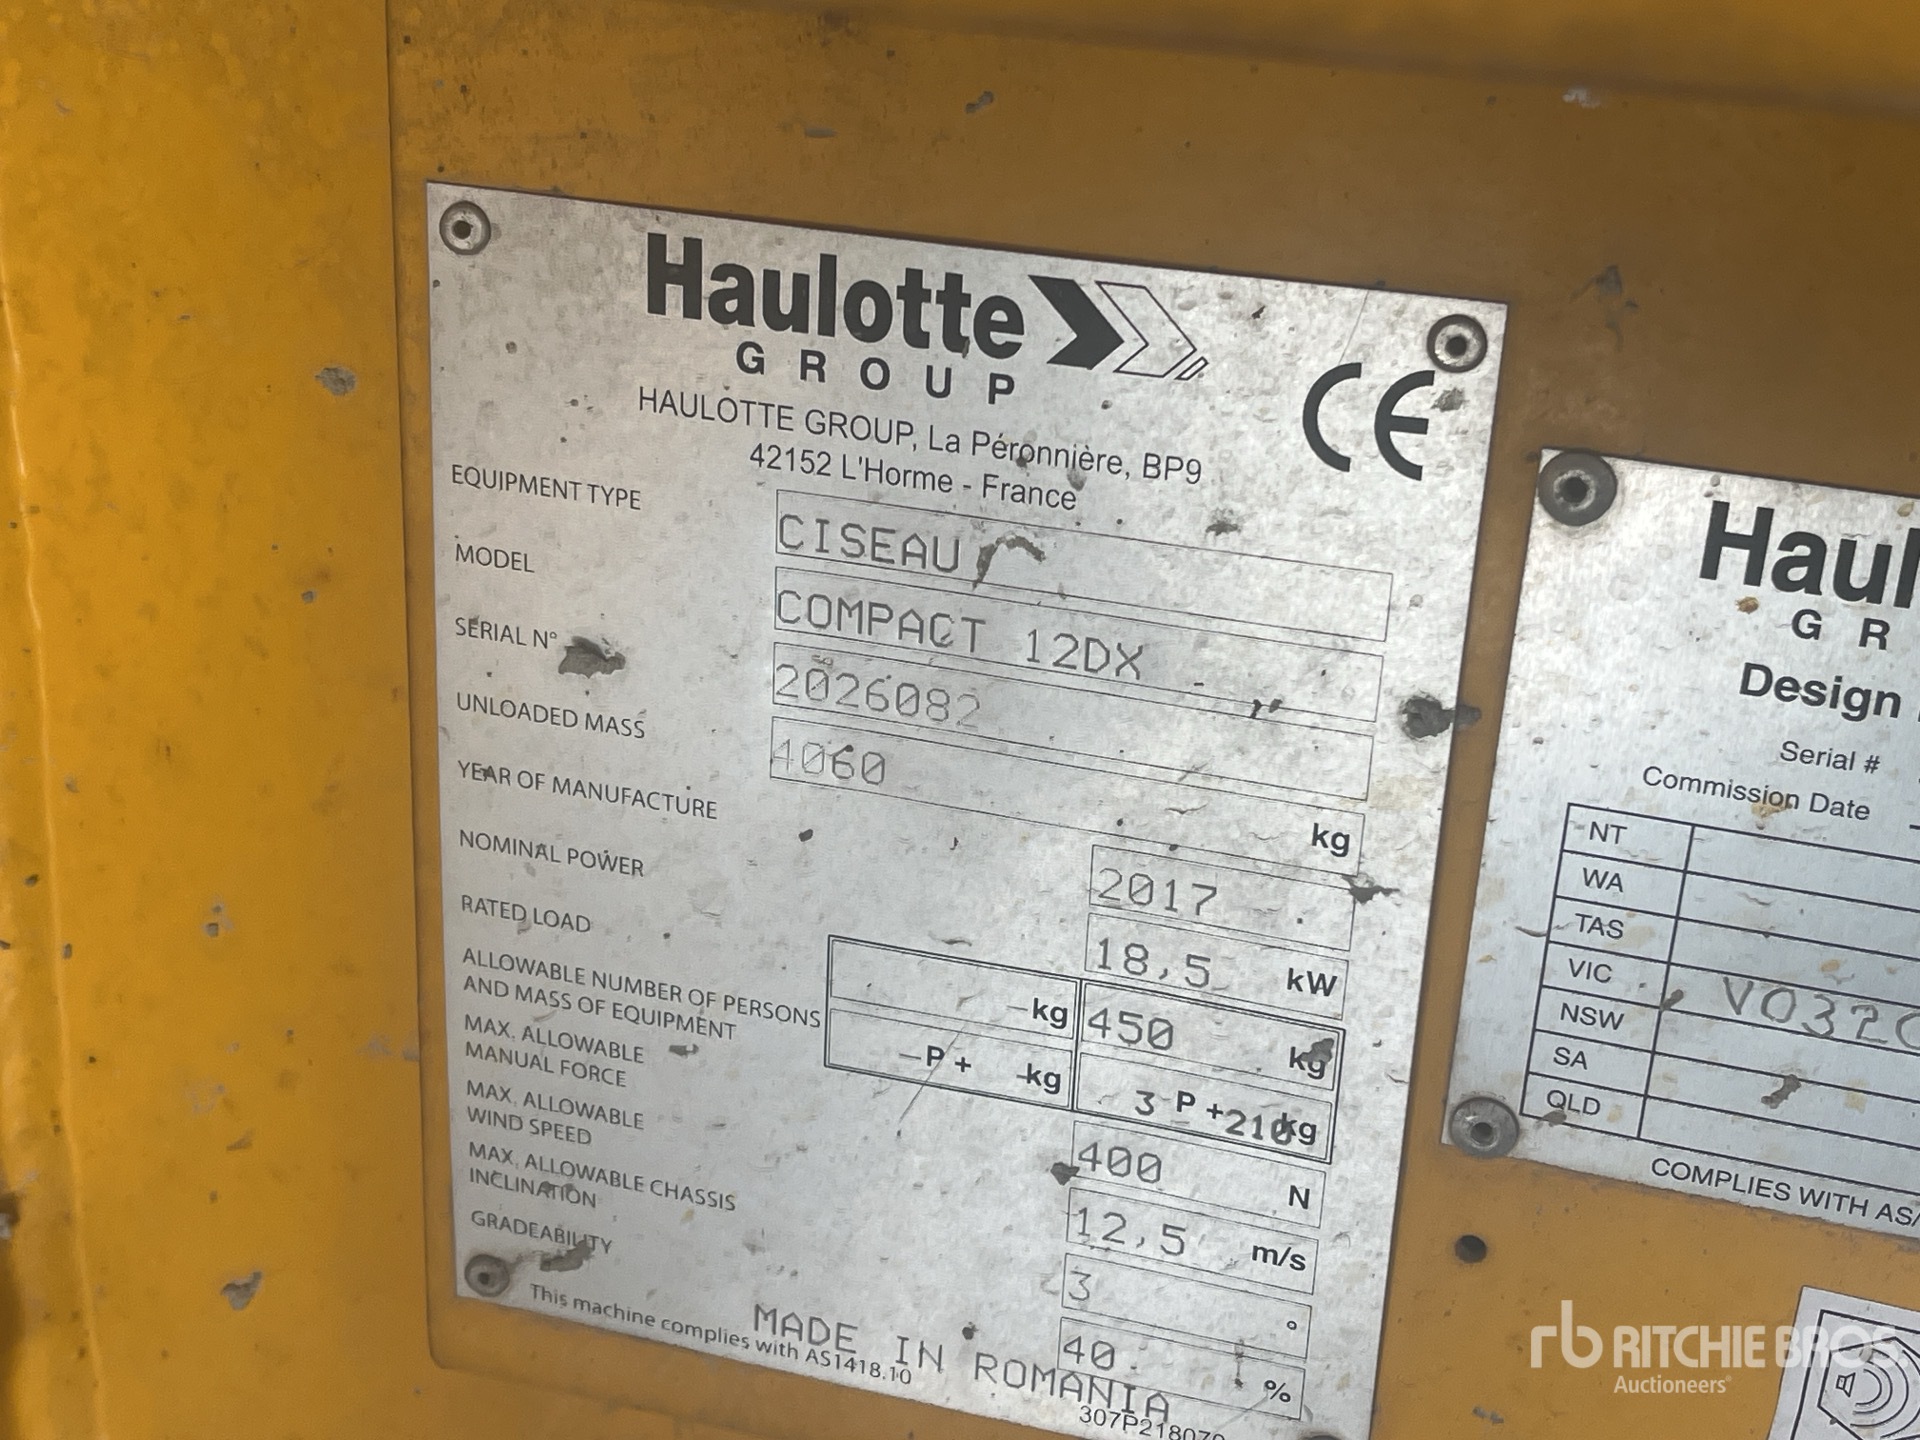 Haulotte
GROUP
HAULOTTE GROUP, La Péronnière, BP9
42152 L'Horme - France
CE
EQUIPMENT TYPE CISEAU
MODEL COMPACT 12DX
SERIAL N° 2026082
UNLOADED MASS 4060 kg
YEAR OF MANUFACTURE 2017
NOMINAL POWER 18,5 kW
RATED LOAD - kg 450 kg
ALLOWABLE NUMBER OF PERSONS
AND MASS OF EQUIPMENT - P + - kg 3 P + 210 kg
MAX. ALLOWABLE
MANUAL FORCE 400 N
MAX. ALLOWABLE
WIND SPEED 12,5 m/s
MAX. ALLOWABLE CHASSIS
INCLINATION 3 °
GRADEABILITY 40 %
MADE IN ROMANIA
This machine complies with AS1418.10
Haul
G R
Design
Serial #
Commission Date
NT
WA
TAS
VIC
NSW
SA
QLD
COMPLIES WITH AS/
rb RITCHIE BROS.
Auctioneers